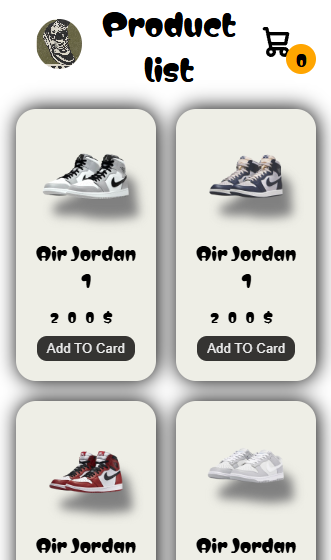 Product
list
0
Air Jordan
1
200$
Add TO Card
Air Jordan
1
200$
Add TO Card
Air Jordan
Air Jordan